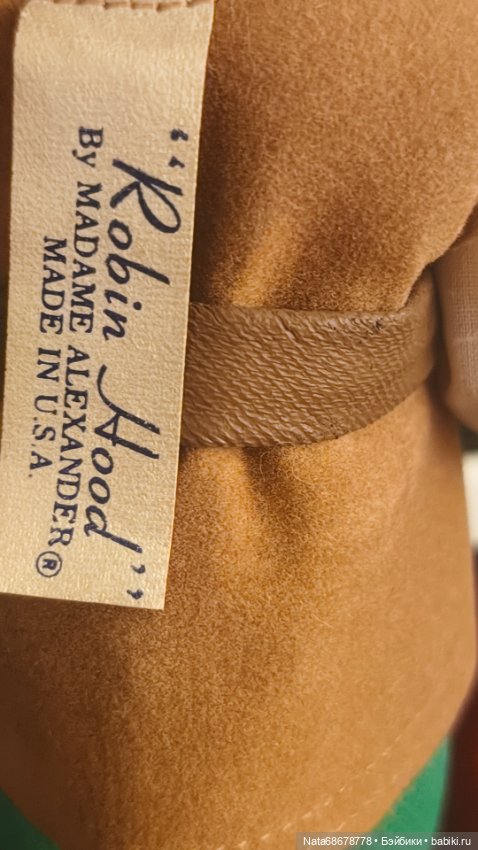 "Robin Hood"
By MADAME ALEXANDER®
MADE IN U.S.A.
Nata68678778 • Бэйбики • babiki.ru